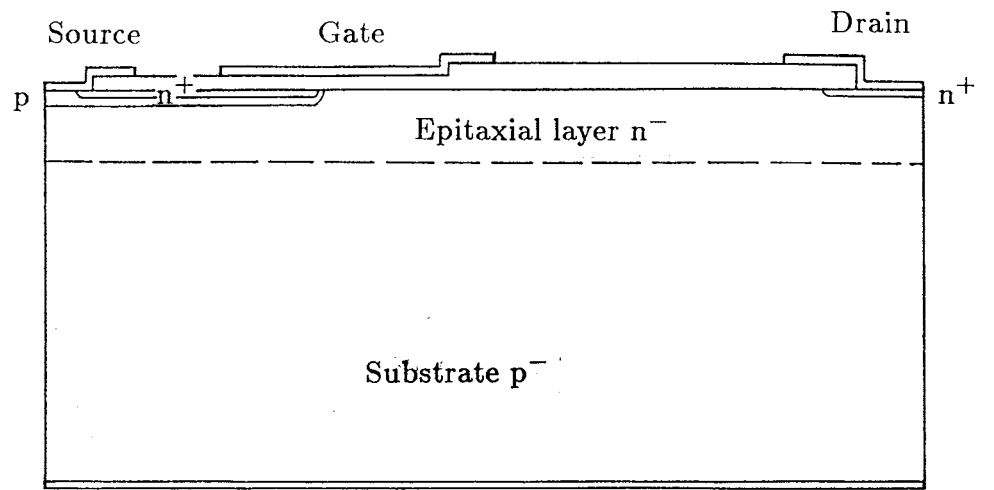 Source
Gate
Drain
p
n⁺
n⁺
Epitaxial layer n⁻
Substrate p⁻